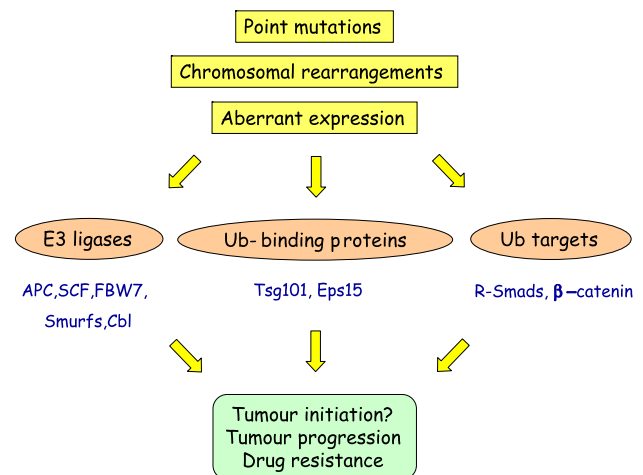 Point mutations
Chromosomal rearrangements
Aberrant expression
E3 ligases
Ub-binding proteins
Ub targets
APC,SCF,FBW7,
Smurfs,Cbl
Tsg101, Eps15
R-Smads, β–catenin
Tumour initiation?
Tumour progression
Drug resistance